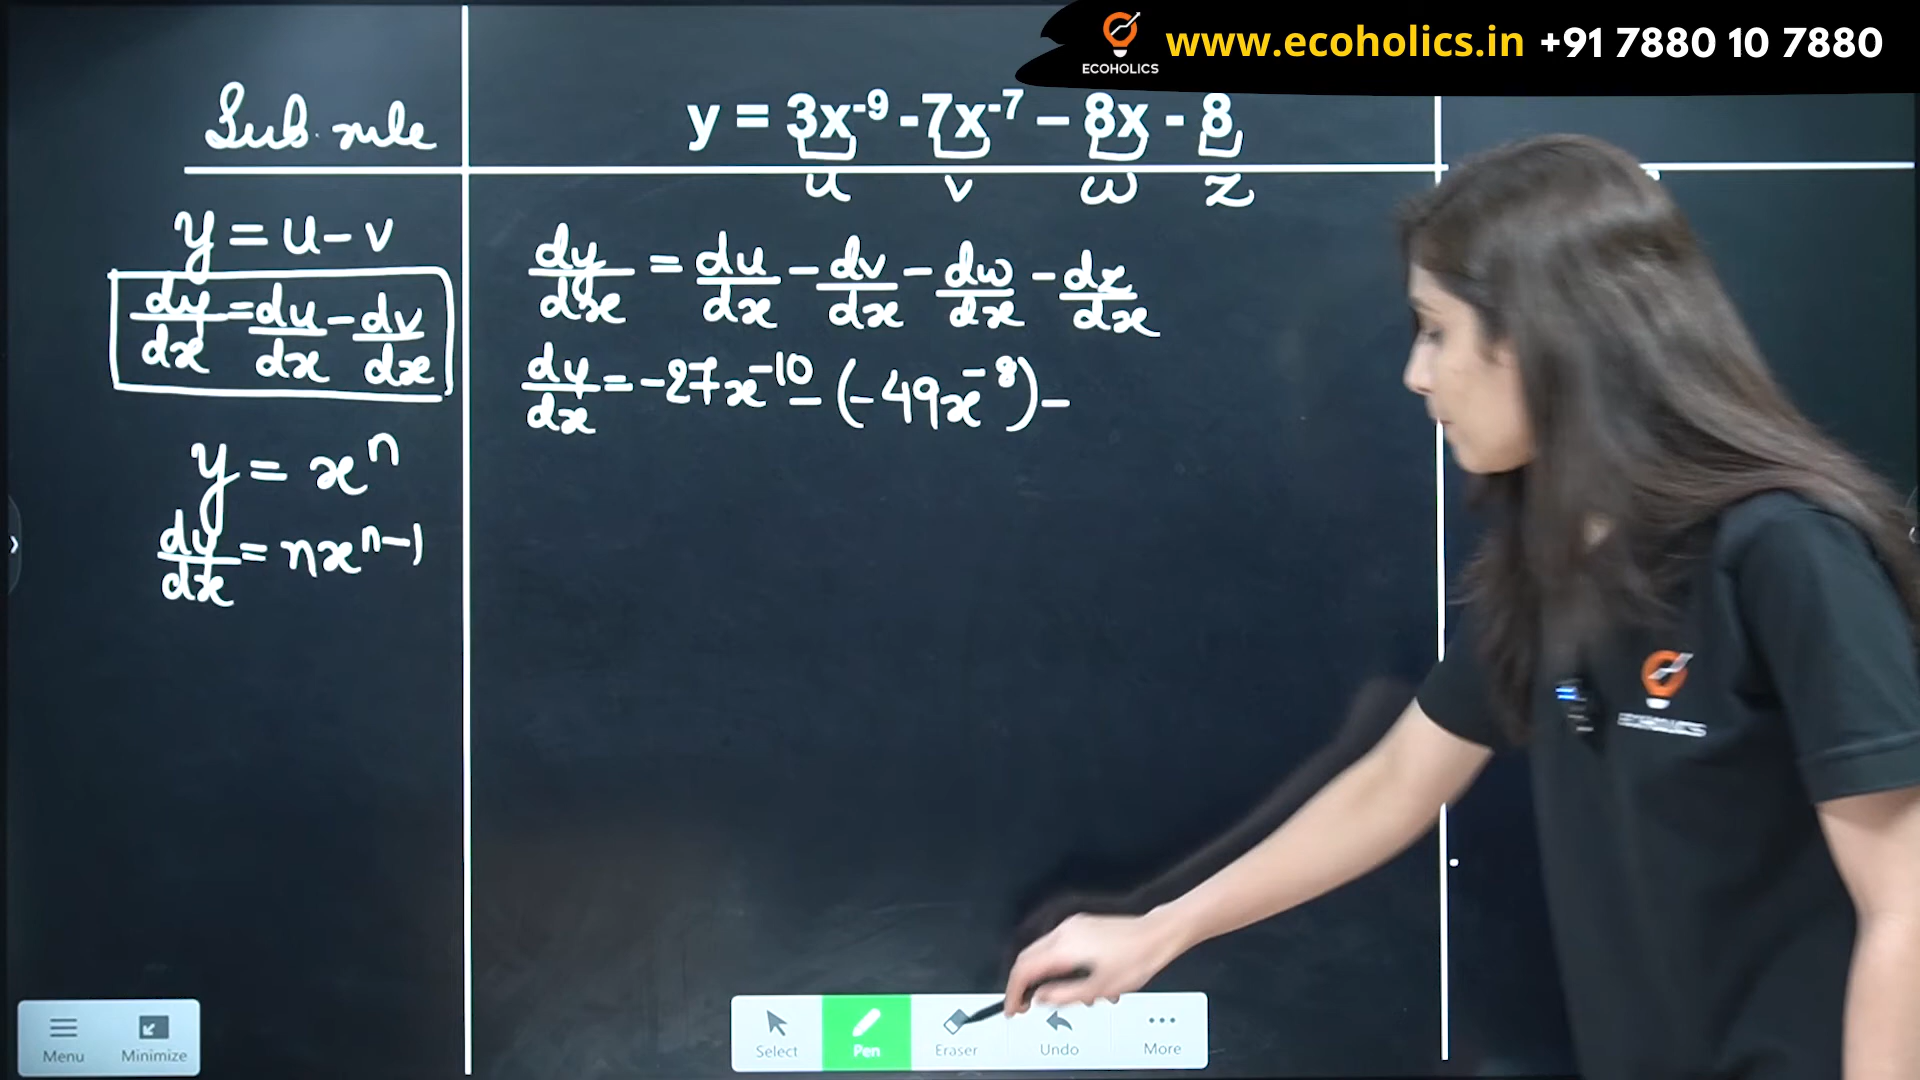 www.ecoholics.in +91 7880 10 7880
ECOHOLICS
Sub. rule
y = 3x⁻⁹ -7x⁻⁷ – 8x - 8
u v w z
y = u - v
dy/dx = du/dx - dv/dx
y = xⁿ
dy/dx = nxⁿ⁻¹
dy/dx = du/dx - dv/dx - dw/dx - dz/dx
dy/dx = -27x⁻¹⁰ - (-49x⁻⁸) -
ECOHOLICS
Menu Minimize
Select Pen Eraser Undo More